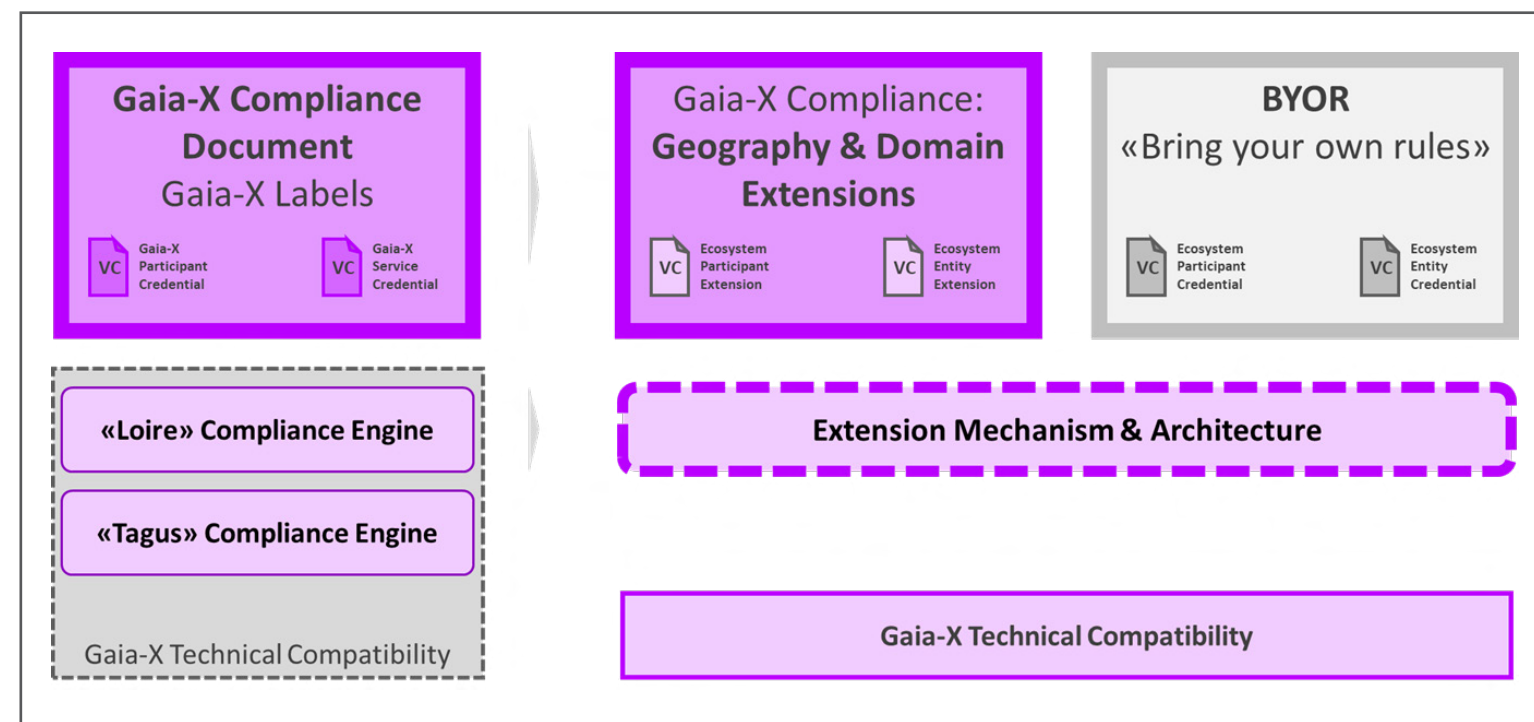 Gaia-X Compliance
Document
Gaia-X Labels
VC
Gaia-X
Participant
Credential
VC
Gaia-X
Service
Credential
Gaia-X Compliance:
Geography & Domain
Extensions
VC
Ecosystem
Participant
Extension
VC
Ecosystem
Entity
Extension
BYOR
«Bring your own rules»
VC
Ecosystem
Participant
Credential
VC
Ecosystem
Entity
Credential
«Loire» Compliance Engine
«Tagus» Compliance Engine
Gaia-X Technical Compatibility
Extension Mechanism & Architecture
Gaia-X Technical Compatibility